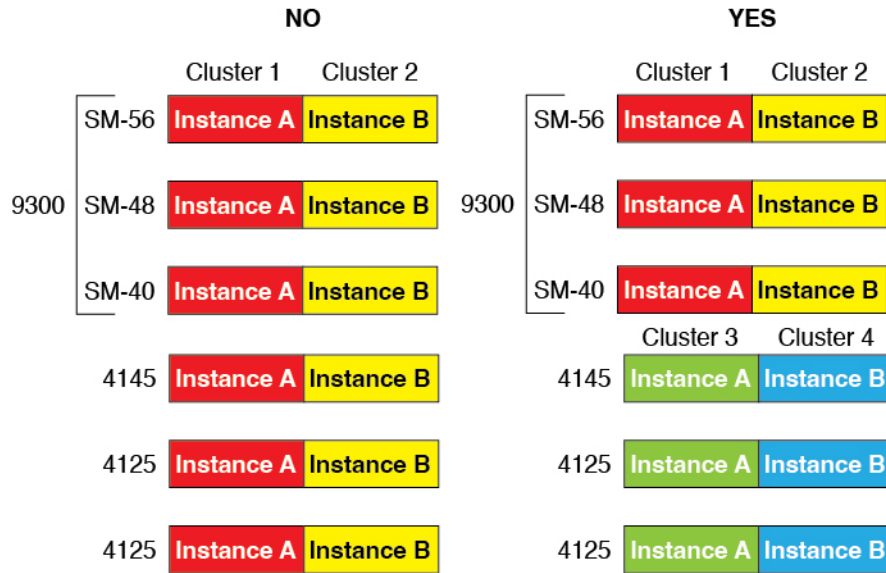 NO YES
Cluster 1 Cluster 2 Cluster 1 Cluster 2
SM-56 Instance A Instance B SM-56 Instance A Instance B
9300 SM-48 Instance A Instance B 9300 SM-48 Instance A Instance B
SM-40 Instance A Instance B SM-40 Instance A Instance B
Cluster 3 Cluster 4
4145 Instance A Instance B 4145 Instance A Instance B
4125 Instance A Instance B 4125 Instance A Instance B
4125 Instance A Instance B 4125 Instance A Instance B